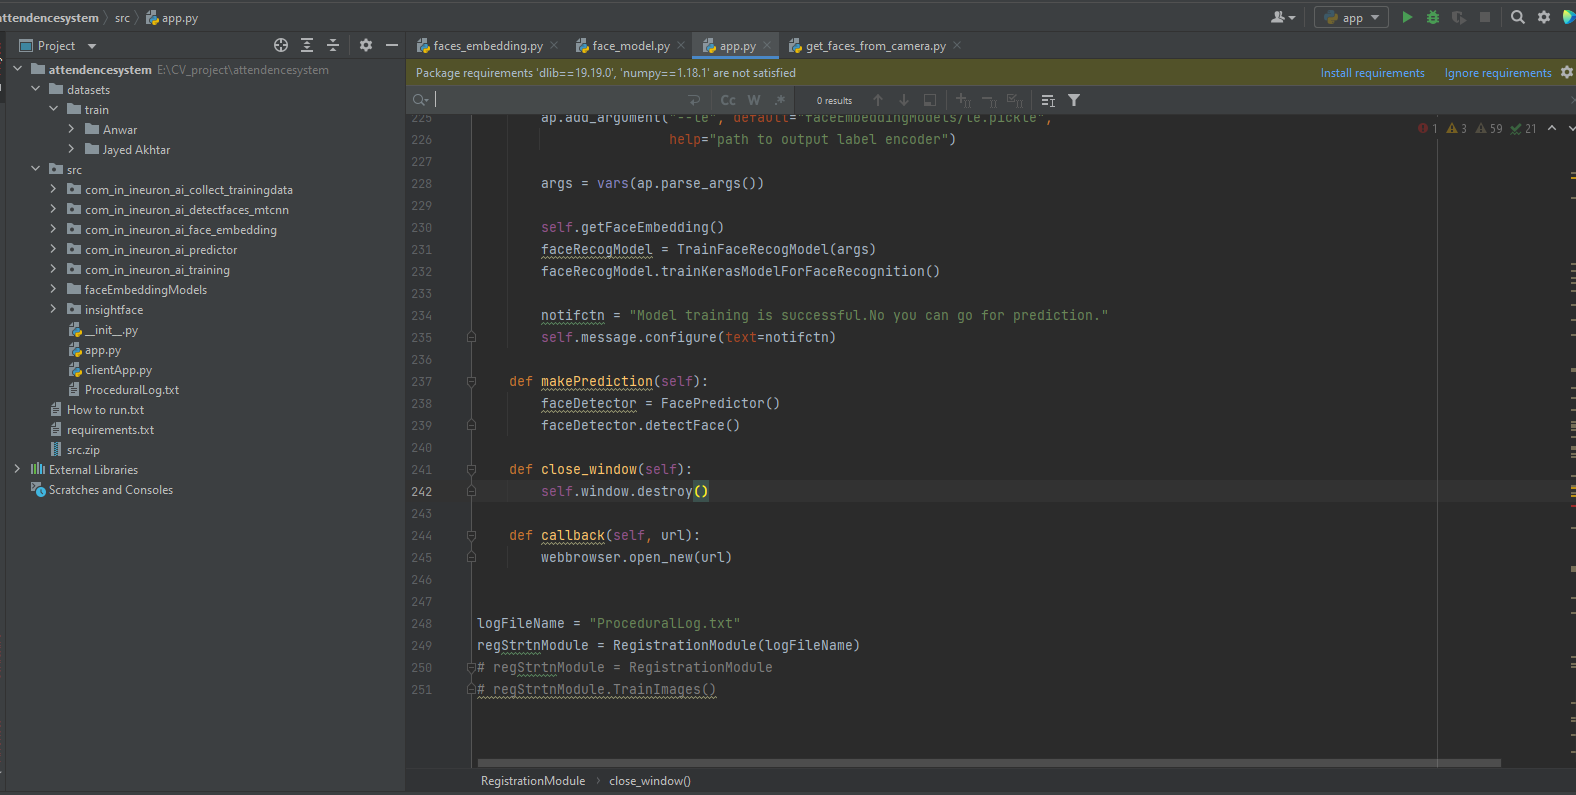 attendencesystem src app.py
app
Project
faces_embedding.py face_model.py app.py get_faces_from_camera.py
attendencesystem E:\CV_project\attendencesystem
datasets
train
Anwar
Jayed Akhtar
src
com_in_ineuron_ai_collect_trainingdata
com_in_ineuron_ai_detectfaces_mtcnn
com_in_ineuron_ai_face_embedding
com_in_ineuron_ai_predictor
com_in_ineuron_ai_training
faceEmbeddingModels
insightface
__init__.py
app.py
clientApp.py
ProceduralLog.txt
How to run.txt
requirements.txt
src.zip
External Libraries
Scratches and Consoles
Package requirements 'dlib==19.19.0', 'numpy==1.18.1' are not satisfied
Install requirements Ignore requirements
Cc W .* 0 results
1 3 59 21
225 ap.add_argument("--le", default="faceEmbeddingModels/le.pickle",
226 help="path to output label encoder")
227
228 args = vars(ap.parse_args())
229
230 self.getFaceEmbedding()
231 faceRecogModel = TrainFaceRecogModel(args)
232 faceRecogModel.trainKerasModelForFaceRecognition()
233
234 notifctn = "Model training is successful.No you can go for prediction."
235 self.message.configure(text=notifctn)
236
237 def makePrediction(self):
238 faceDetector = FacePredictor()
239 faceDetector.detectFace()
240
241 def close_window(self):
242 self.window.destroy()
243
244 def callback(self, url):
245 webbrowser.open_new(url)
246
247
248 logFileName = "ProceduralLog.txt"
249 regStrtnModule = RegistrationModule(logFileName)
250 # regStrtnModule = RegistrationModule
251 # regStrtnModule.TrainImages()
RegistrationModule close_window()